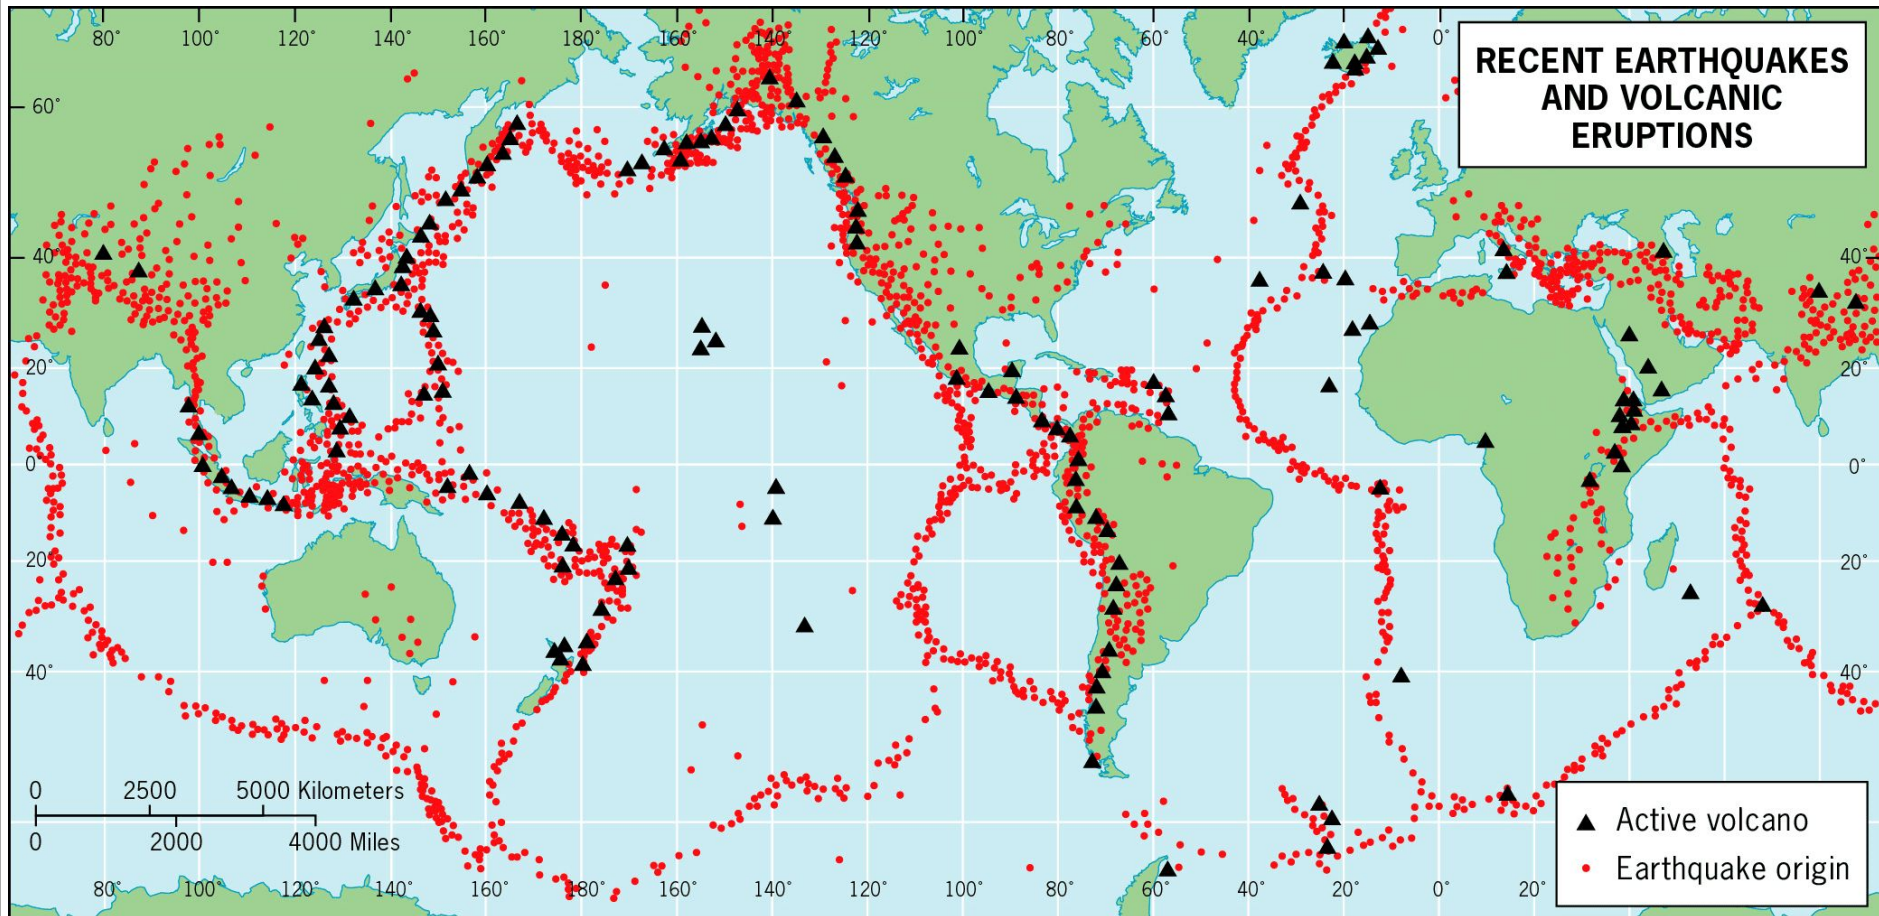 80° 100° 120° 140° 160° 180° 160° 140° 120° 100° 80° 60° 40° 20° 0°
RECENT EARTHQUAKES
AND VOLCANIC
ERUPTIONS
60°
40° 40°
20° 20°
0° 0°
20° 20°
40° 40°
0 2500 5000 Kilometers
0 2000 4000 Miles
Active volcano
Earthquake origin
80° 100° 120° 140° 160° 180° 160° 140° 120° 100° 80° 60° 40° 20° 0° 20°